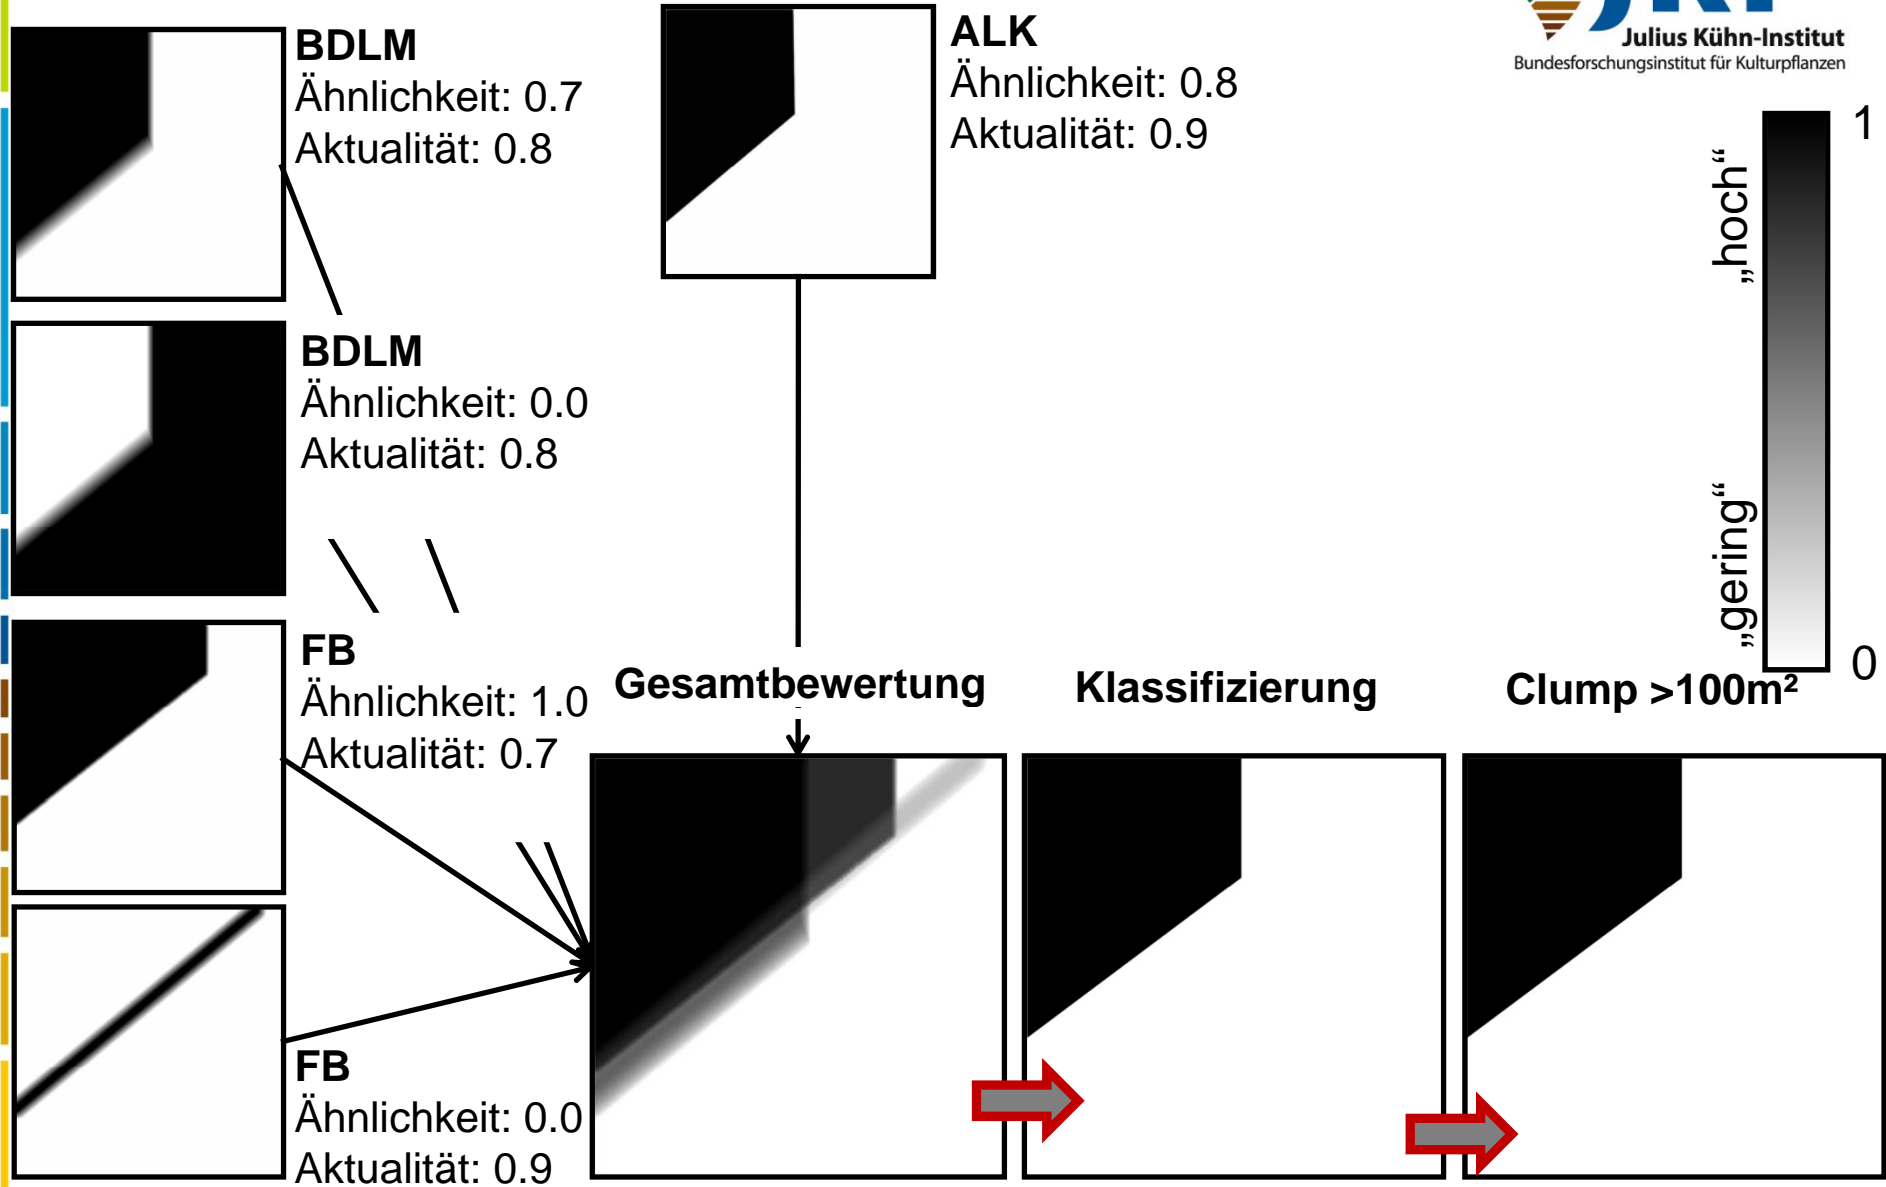 BDLM
Ähnlichkeit: 0.7
Aktualität: 0.8
ALK
Ähnlichkeit: 0.8
Aktualität: 0.9
Julius Kühn-Institut
Bundesforschungsinstitut für Kulturpflanzen
1
„hoch“
„gering“
0
BDLM
Ähnlichkeit: 0.0
Aktualität: 0.8
FB
Ähnlichkeit: 1.0
Aktualität: 0.7
Gesamtbewertung
Klassifizierung
Clump >100m²
FB
Ähnlichkeit: 0.0
Aktualität: 0.9